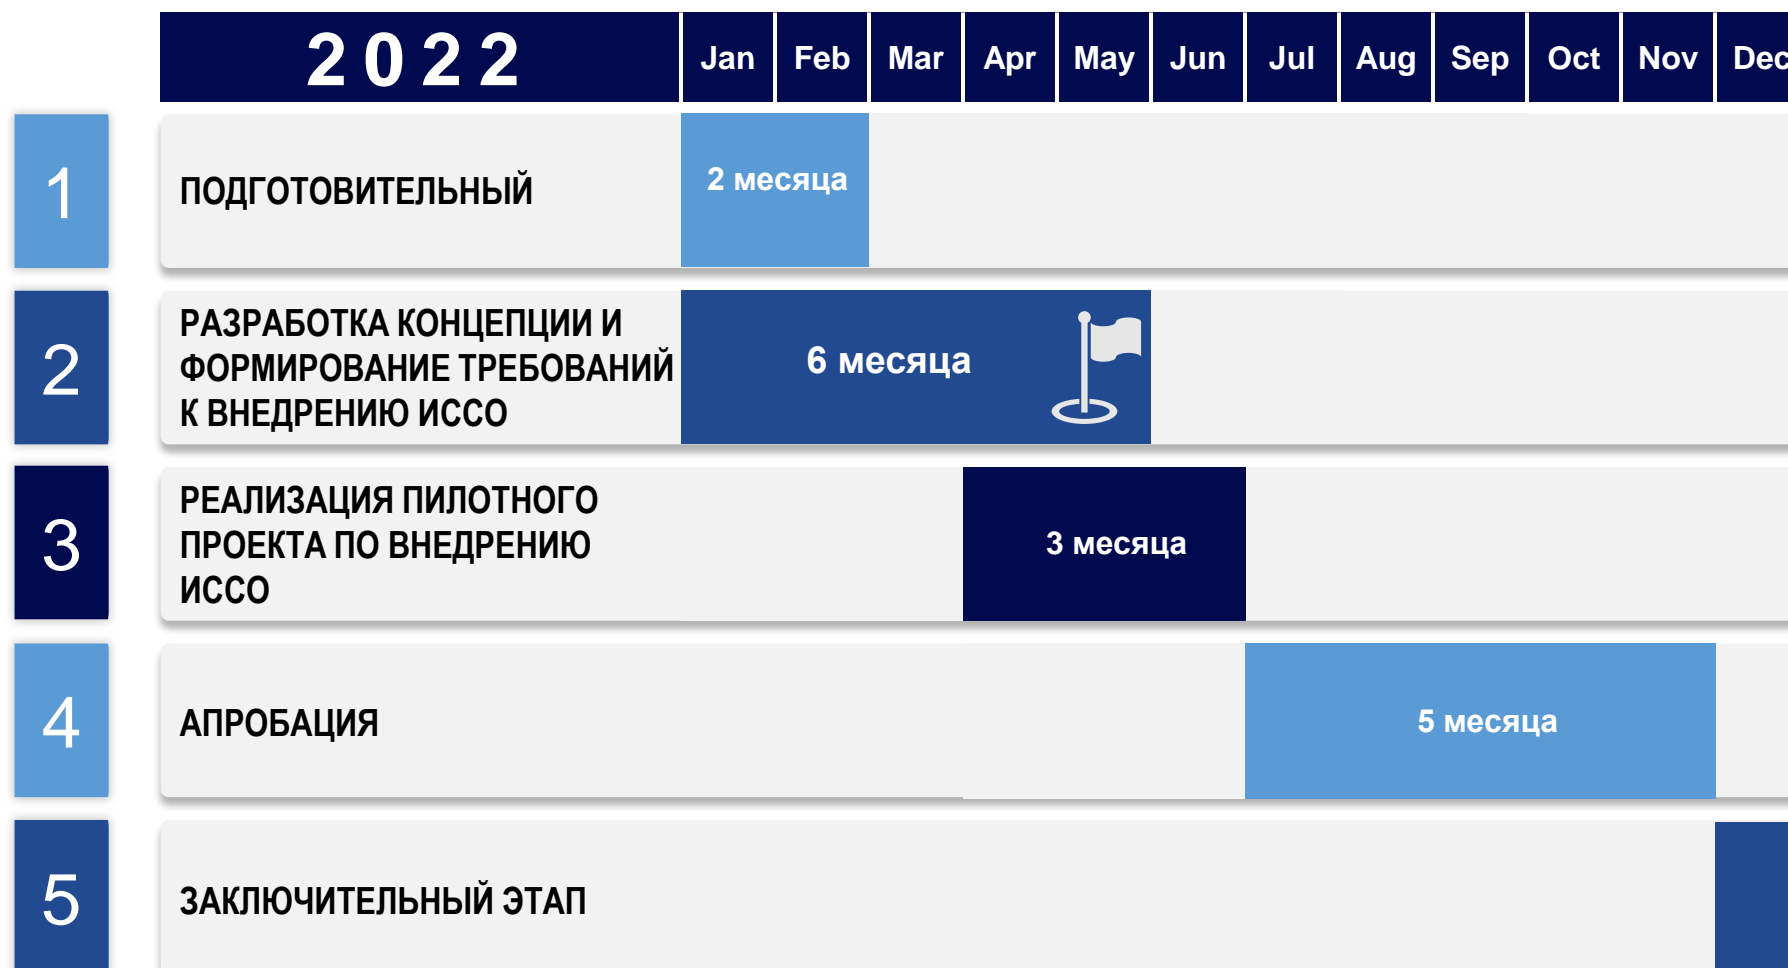 2022 Jan Feb Mar Apr May Jun Jul Aug Sep Oct Nov Dec
1
ПОДГОТОВИТЕЛЬНЫЙ
2 месяца
2
РАЗРАБОТКА КОНЦЕПЦИИ И
ФОРМИРОВАНИЕ ТРЕБОВАНИЙ
К ВНЕДРЕНИЮ ИССО
6 месяца
3
РЕАЛИЗАЦИЯ ПИЛОТНОГО
ПРОЕКТА ПО ВНЕДРЕНИЮ
ИССО
3 месяца
4
АПРОБАЦИЯ
5 месяца
5
ЗАКЛЮЧИТЕЛЬНЫЙ ЭТАП